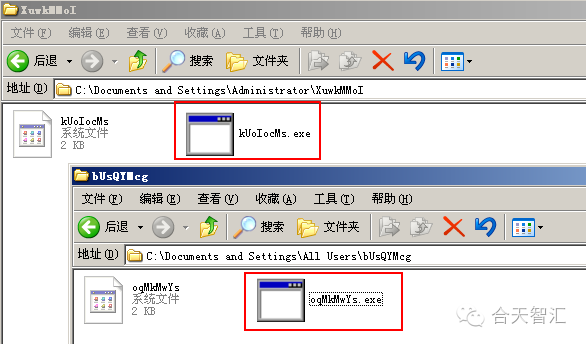 XuwkMMoI
文件(F) 编辑(E) 查看(V) 收藏(A) 工具(T) 帮助(H)
后退 搜索 文件夹
地址(D) C:\Documents and Settings\Administrator\XuwkMMoI
kUoIocMs
系统文件
2 KB
kUoIocMs.exe
bUsQYMcg
文件(F) 编辑(E) 查看(V) 收藏(A) 工具(T) 帮助(H)
后退 搜索 文件夹
地址(D) C:\Documents and Settings\All Users\bUsQYMcg
oqMkMwYs
系统文件
2 KB
oqMkMwYs.exe
合天智汇